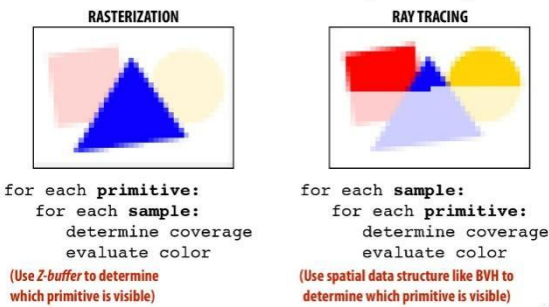 RASTERIZATION
for each primitive:
for each sample:
determine coverage
evaluate color
(Use Z-buffer to determine
which primitive is visible)
RAY TRACING
for each sample:
for each primitive:
determine coverage
evaluate color
(Use spatial data structure like BVH to
determine which primitive is visible)